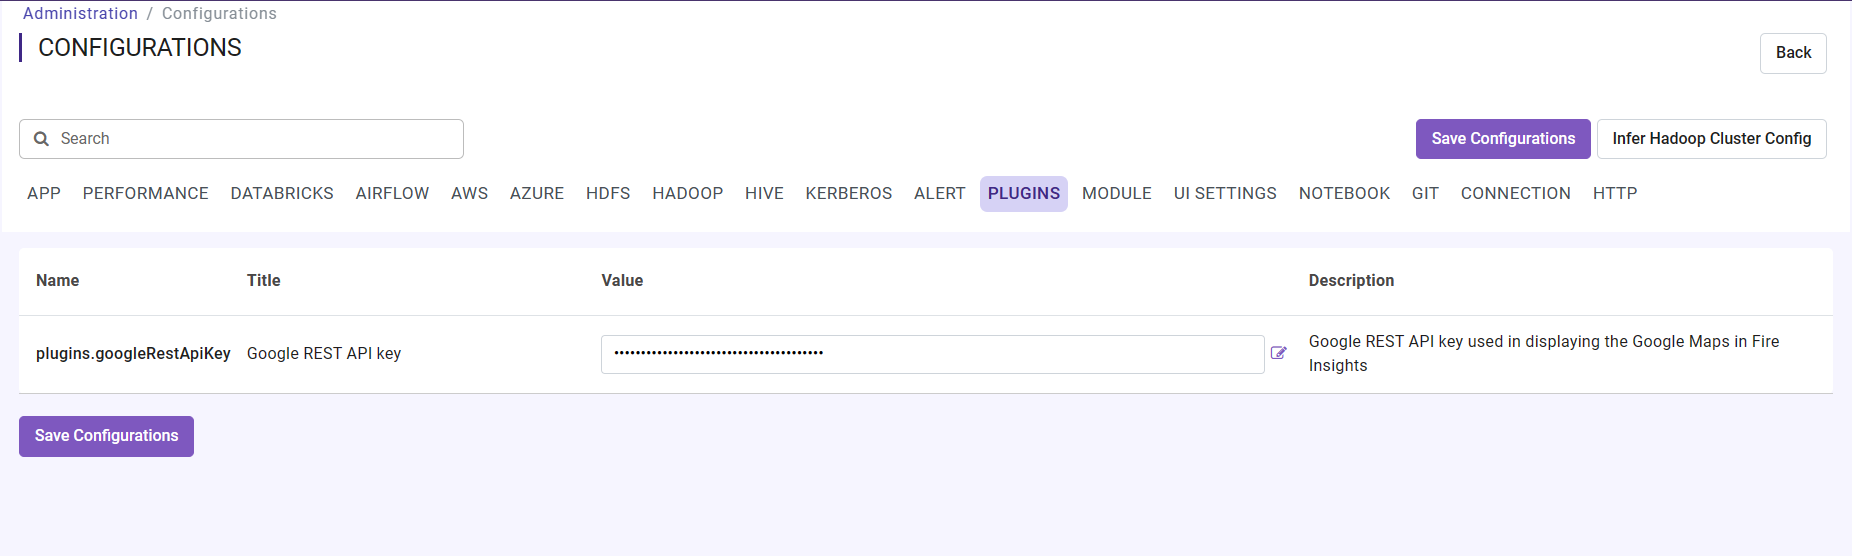 Administration / Configurations
CONFIGURATIONS
Back
Search
Save Configurations
Infer Hadoop Cluster Config
APP PERFORMANCE DATABRICKS AIRFLOW AWS AZURE HDFS HADOOP HIVE KERBEROS ALERT PLUGINS MODULE UI SETTINGS NOTEBOOK GIT CONNECTION HTTP
Name Title Value Description
plugins.googleRestApiKey Google REST API key ••••••••••••••••••••••••••••••••••••••• Google REST API key used in displaying the Google Maps in Fire
Insights
Save Configurations